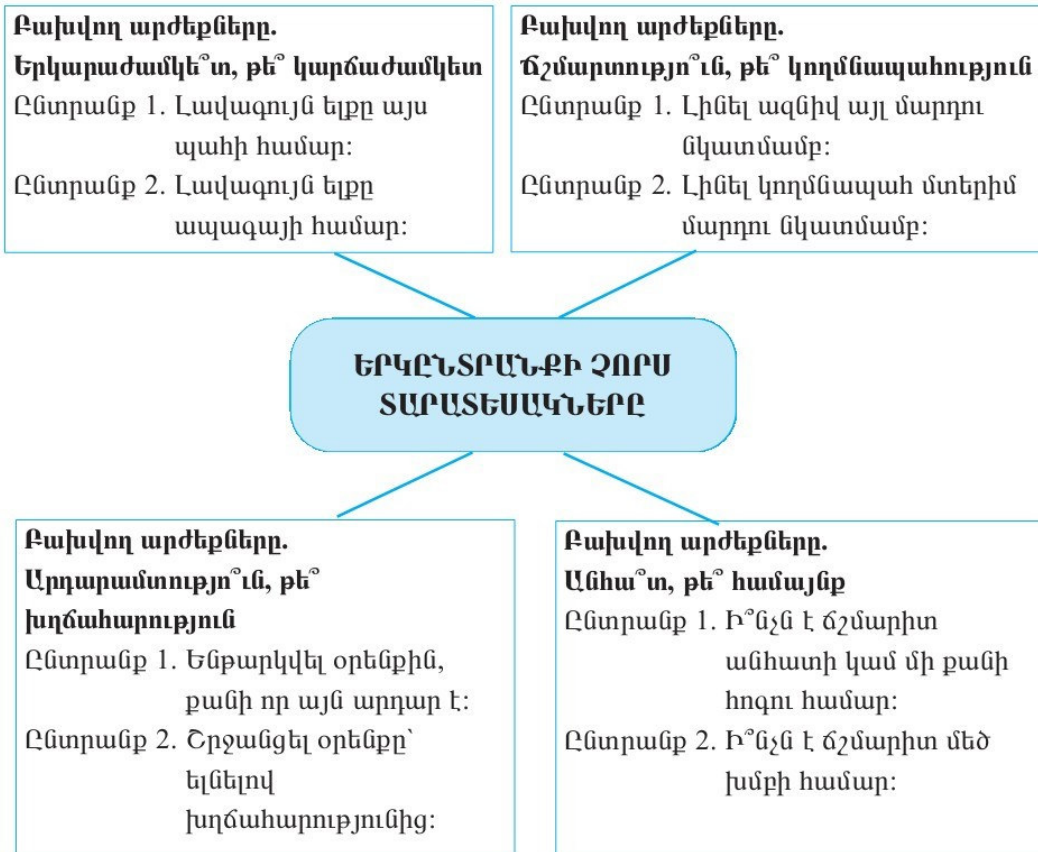 Բախվող արժեքները.
Երկարաժամկե՞տ, թե՞ կարճաժամկետ
Ընտրանք 1. Լավագույն ելքը այս
պահի համար:
Ընտրանք 2. Լավագույն ելքը
ապագայի համար:
Բախվող արժեքները.
Ճշմարտությո՞ւն, թե՞ կողմնապահություն
Ընտրանք 1. Լինել ազնիվ այլ մարդու
նկատմամբ:
Ընտրանք 2. Լինել կողմնապահ մտերիմ
մարդու նկատմամբ:
ԵՐԿԸՆՏՐԱՆՔԻ ՉՈՐՍ
ՏԱՐԱՏԵՍԱԿՆԵՐԸ
Բախվող արժեքները.
Արդարամտությո՞ւն, թե՞
խղճահարություն
Ընտրանք 1. Ենթարկվել օրենքին,
քանի որ այն արդար է:
Ընտրանք 2. Շրջանցել օրենքը՝
ելնելով
խղճահարությունից:
Բախվող արժեքները.
Անհա՞տ, թե՞ համայնք
Ընտրանք 1. Ի՞նչն է ճշմարիտ
անհատի կամ մի քանի
հոգու համար:
Ընտրանք 2. Ի՞նչն է ճշմարիտ մեծ
խմբի համար: